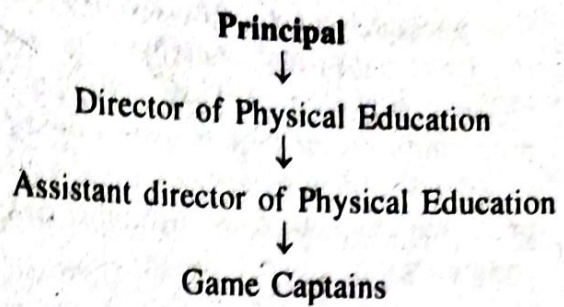 Principal
↓
Director of Physical Education
↓
Assistant director of Physical Education
↓
Game Captains